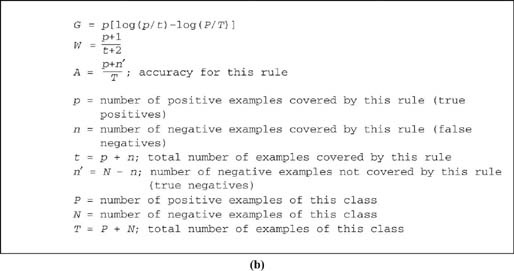 G = p[log(p/t)-log(P/T)]
W = p+1/t+2
A = p+n′/T; accuracy for this rule
p = number of positive examples covered by this rule (true
positives)
n = number of negative examples covered by this rule (false
negatives)
t = p + n; total number of examples covered by this rule
n′ = N - n; number of negative examples not covered by this rule
(true negatives)
P = number of positive examples of this class
N = number of negative examples of this class
T = P + N; total number of examples of this class
(b)